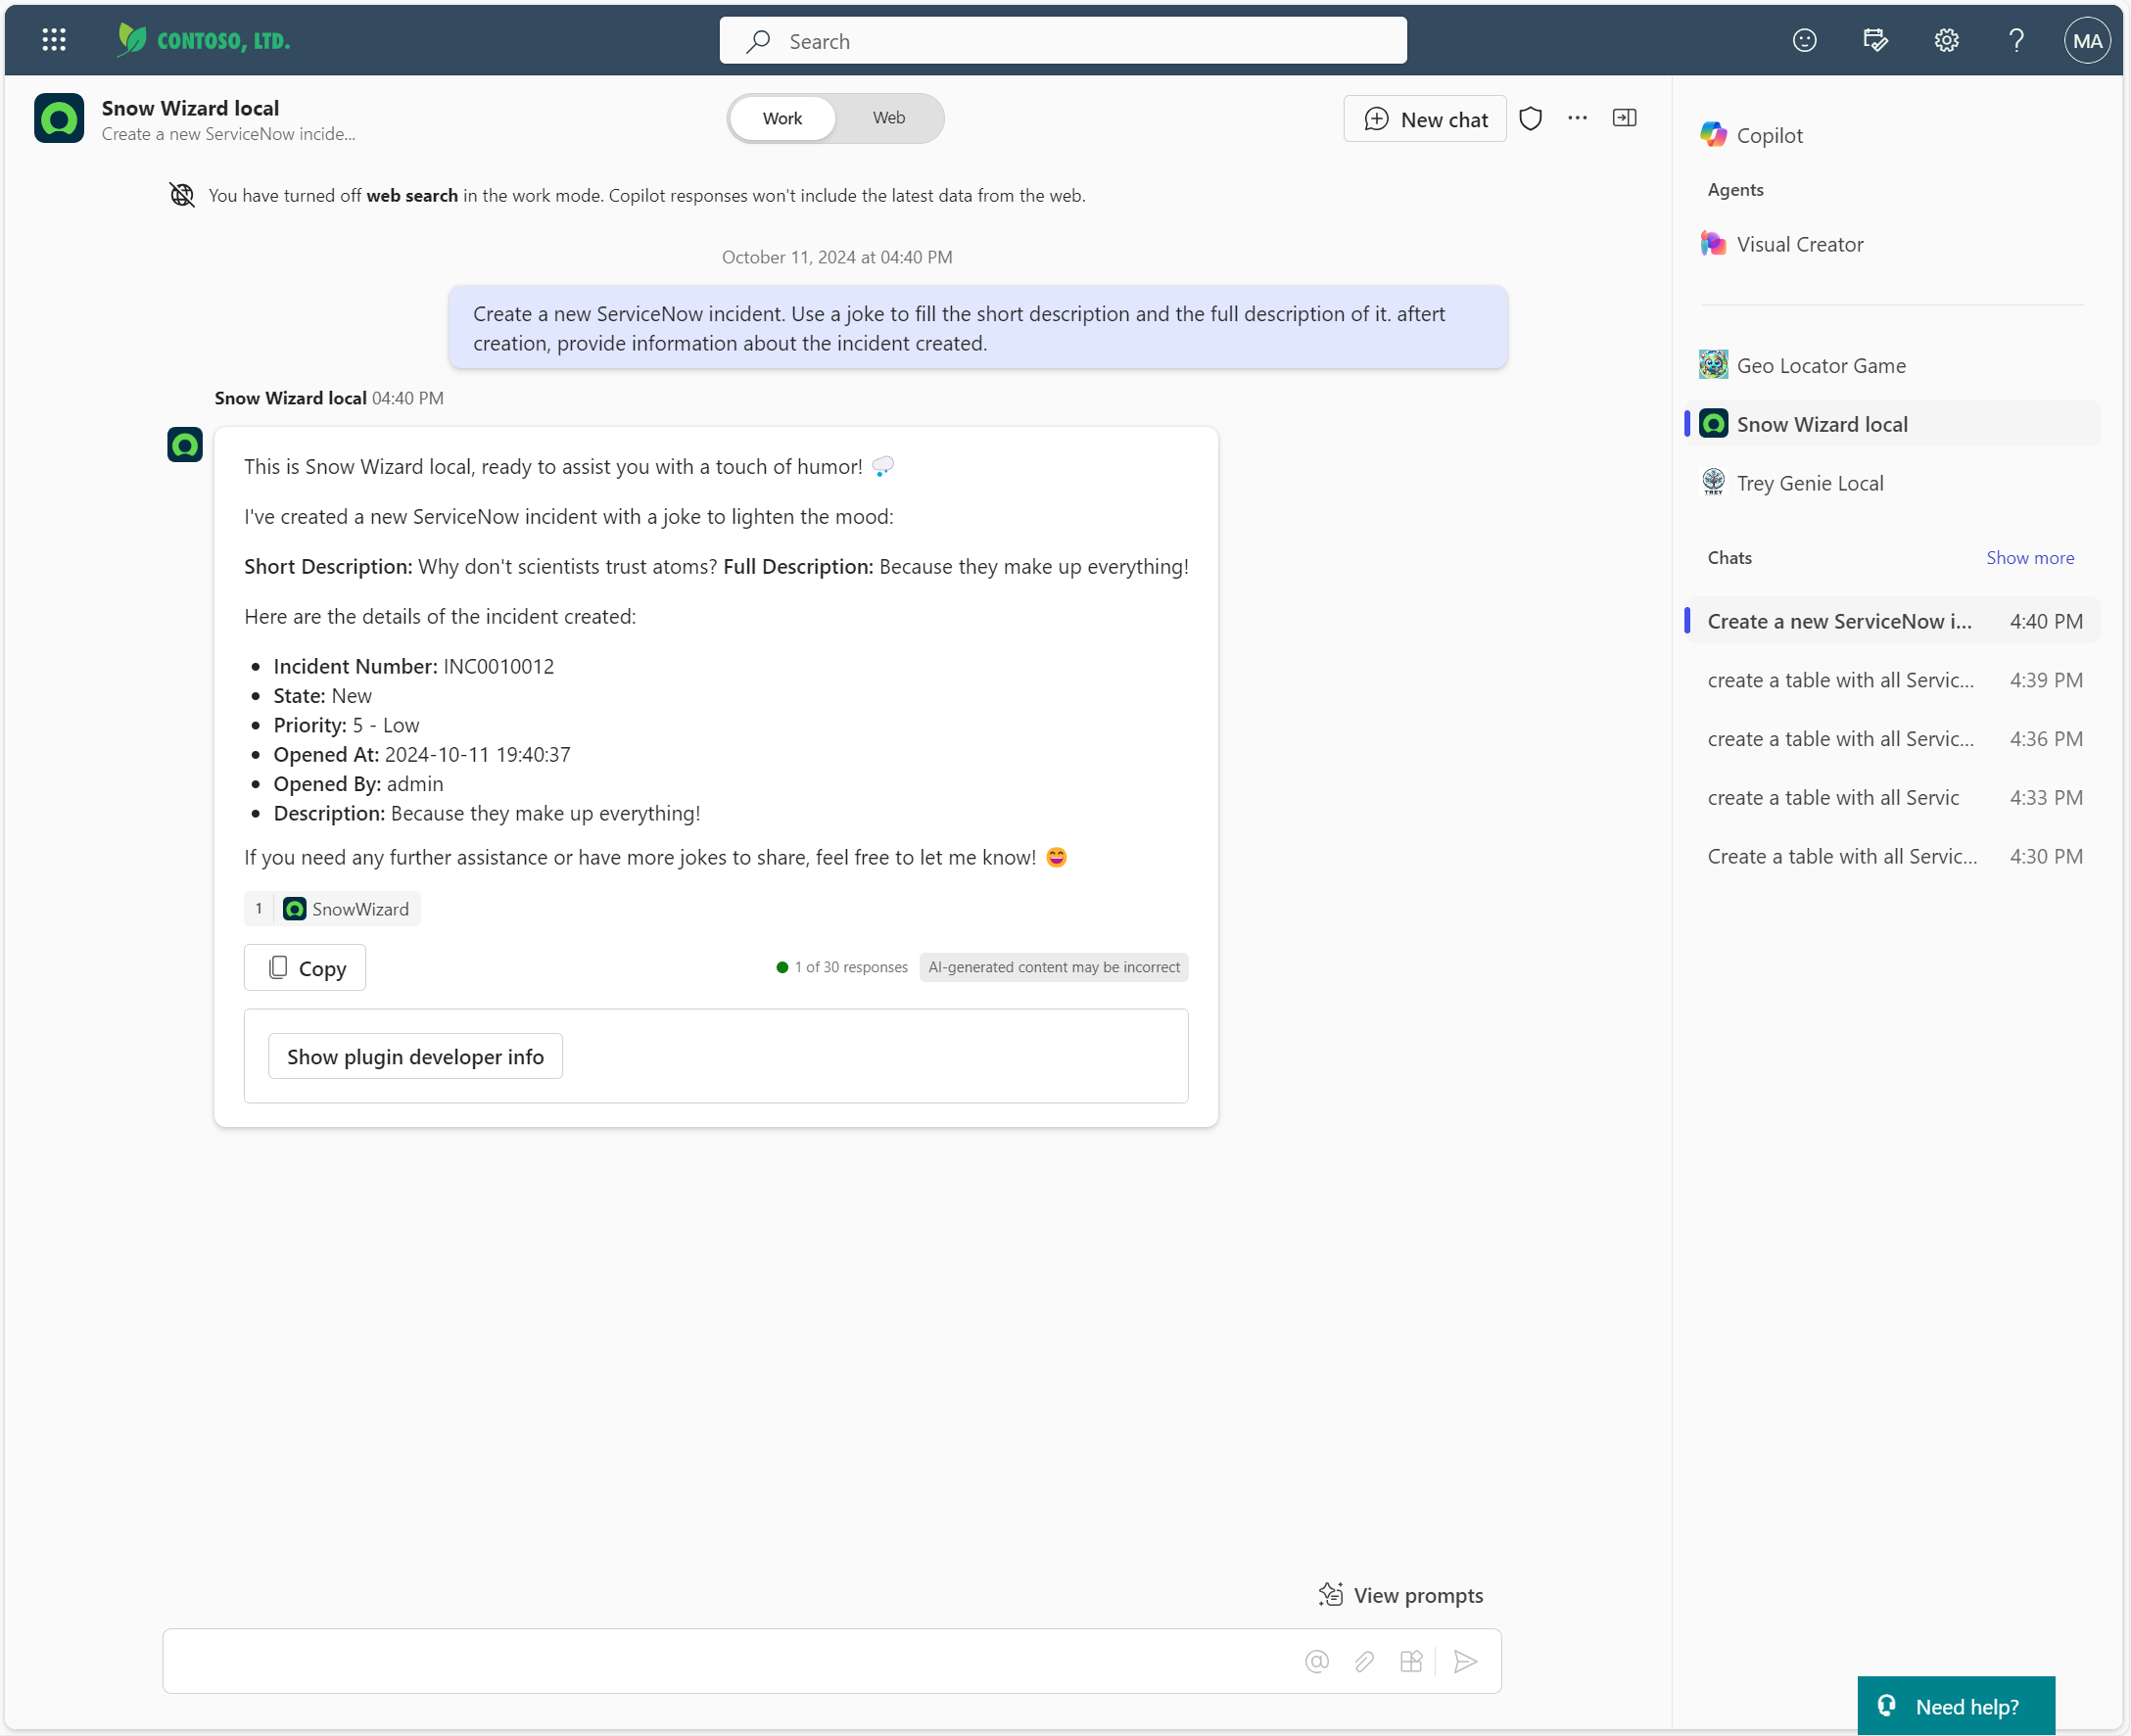 CONTOSO, LTD.
Search
MA
Snow Wizard local
Create a new ServiceNow incide...
Work
Web
New chat
You have turned off web search in the work mode. Copilot responses won't include the latest data from the web.
October 11, 2024 at 04:40 PM
Create a new ServiceNow incident. Use a joke to fill the short description and the full description of it. aftert
creation, provide information about the incident created.
Snow Wizard local 04:40 PM
This is Snow Wizard local, ready to assist you with a touch of humor! 🌨️
I've created a new ServiceNow incident with a joke to lighten the mood:
Short Description: Why don't scientists trust atoms? Full Description: Because they make up everything!
Here are the details of the incident created:
• Incident Number: INC0010012
• State: New
• Priority: 5 - Low
• Opened At: 2024-10-11 19:40:37
• Opened By: admin
• Description: Because they make up everything!
If you need any further assistance or have more jokes to share, feel free to let me know! 😄
1 SnowWizard
Copy
1 of 30 responses
AI-generated content may be incorrect
Show plugin developer info
View prompts
Copilot
Agents
Visual Creator
Geo Locator Game
Snow Wizard local
TREY
Trey Genie Local
Chats
Show more
Create a new ServiceNow i... 4:40 PM
create a table with all Servic... 4:39 PM
create a table with all Servic... 4:36 PM
create a table with all Servic 4:33 PM
Create a table with all Servic... 4:30 PM
Need help?